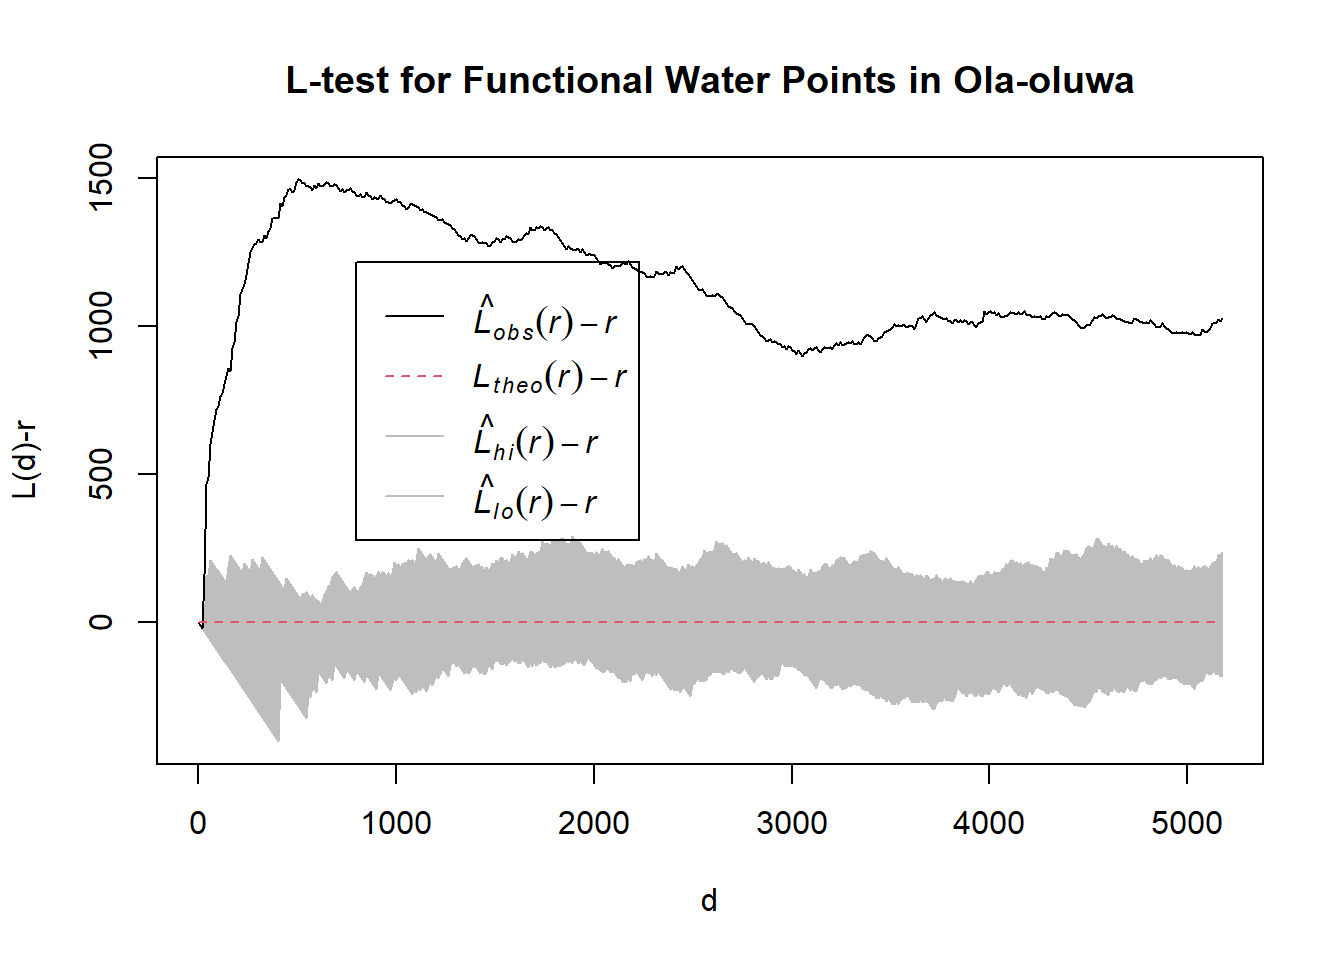 L-test for Functional Water Points in Ola-oluwa
L(d)-r
1500
1000
500
0
L̂obs(r) – r
Ltheo(r) – r
L̂hi(r) – r
L̂lo(r) – r
0 1000 2000 3000 4000 5000
d